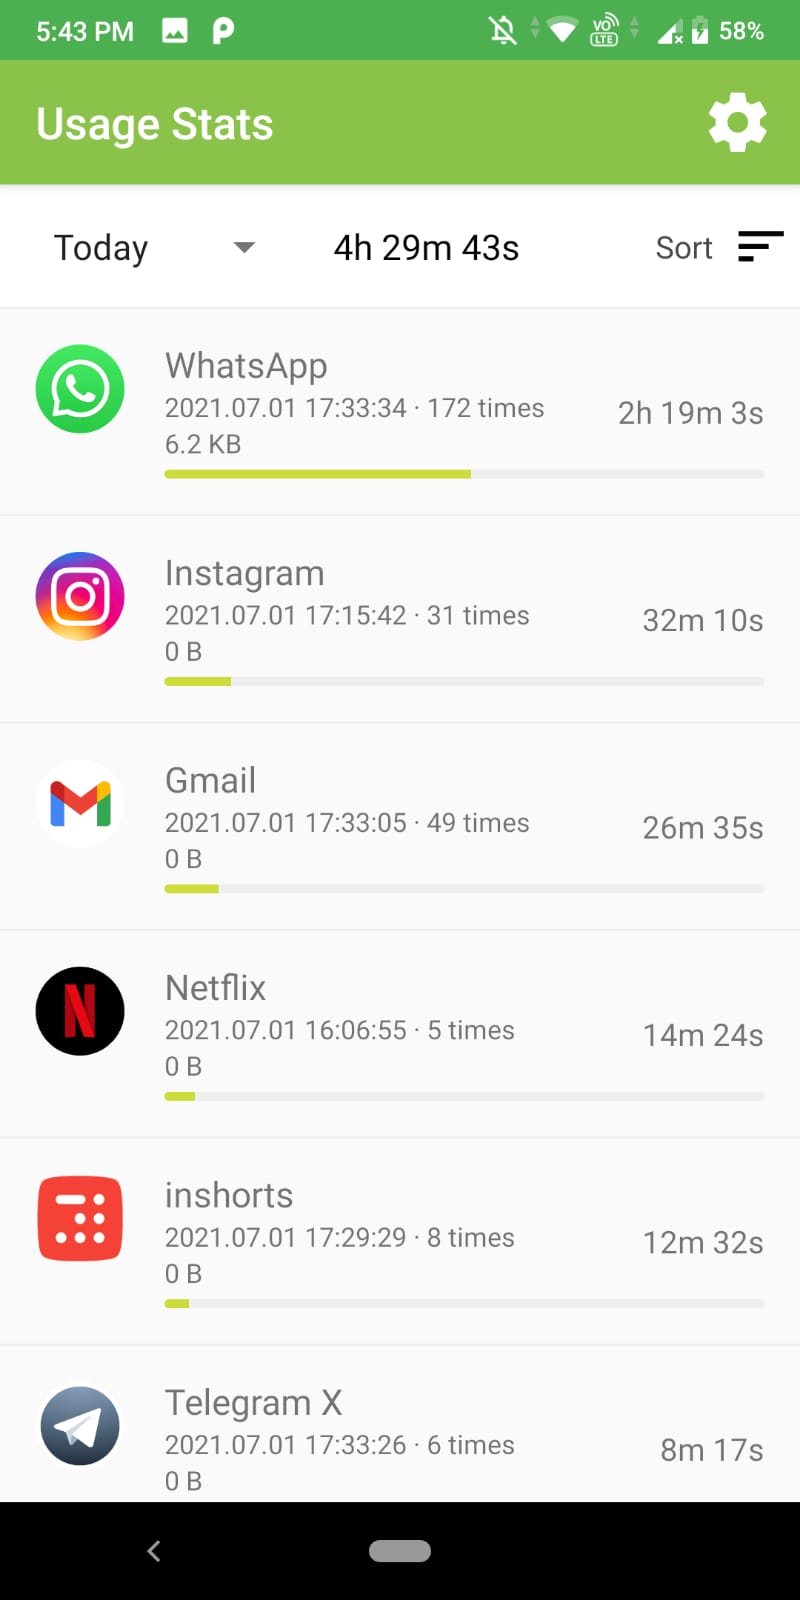 5:43 PM VO LTE 58%
Usage Stats
Today 4h 29m 43s Sort
WhatsApp
2021.07.01 17:33:34 · 172 times 2h 19m 3s
6.2 KB
Instagram
2021.07.01 17:15:42 · 31 times 32m 10s
0 B
Gmail
2021.07.01 17:33:05 · 49 times 26m 35s
0 B
N Netflix
2021.07.01 16:06:55 · 5 times 14m 24s
0 B
inshorts
2021.07.01 17:29:29 · 8 times 12m 32s
0 B
Telegram X
2021.07.01 17:33:26 · 6 times 8m 17s
0 B